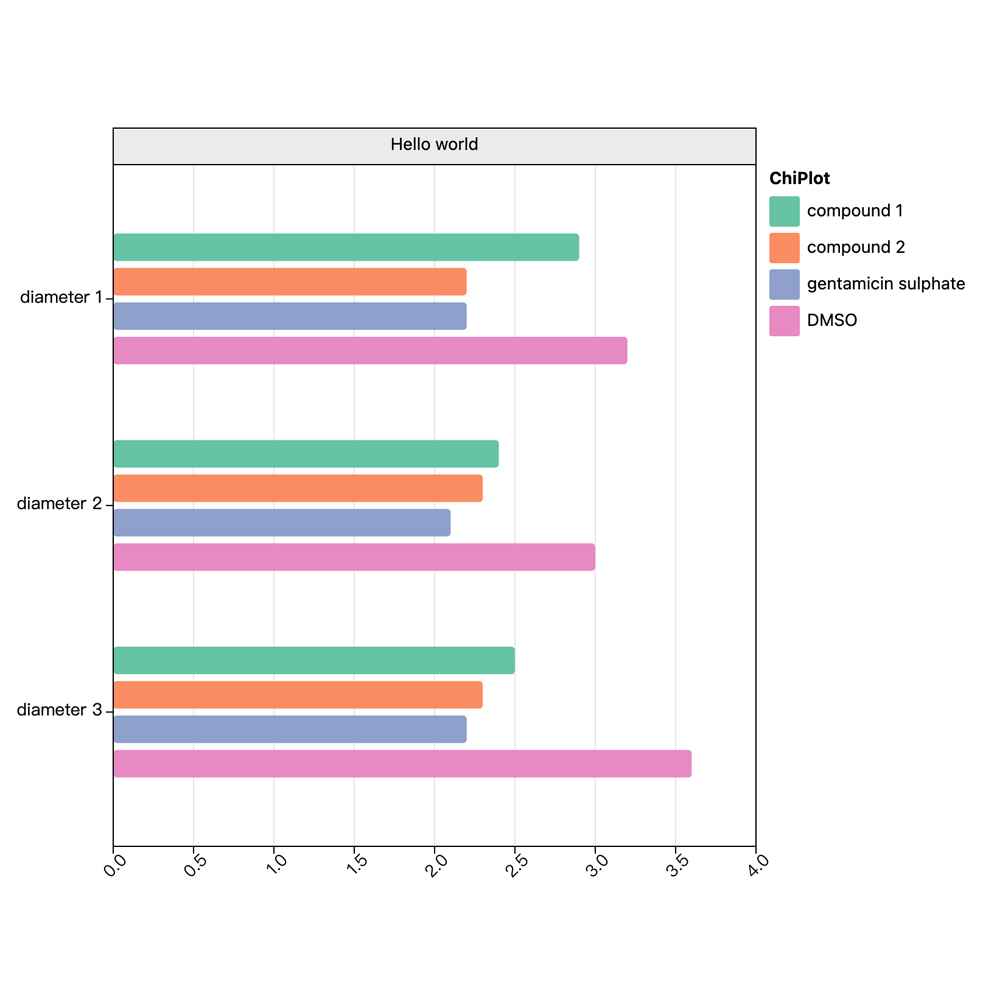 Hello world
ChiPlot
compound 1
compound 2
gentamicin sulphate
DMSO
diameter 1
diameter 2
diameter 3
0.0 0.5 1.0 1.5 2.0 2.5 3.0 3.5 4.0